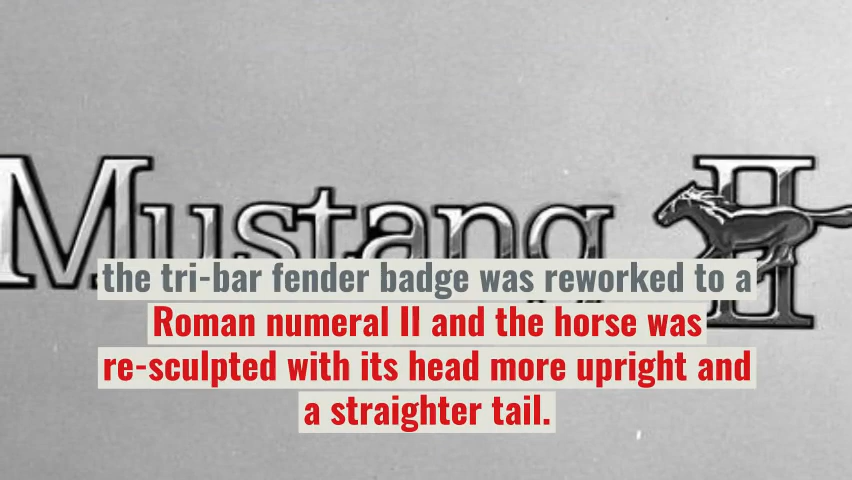 Mustang II
the tri-bar fender badge was reworked to a
Roman numeral II and the horse was
re-sculpted with its head more upright and
a straighter tail.